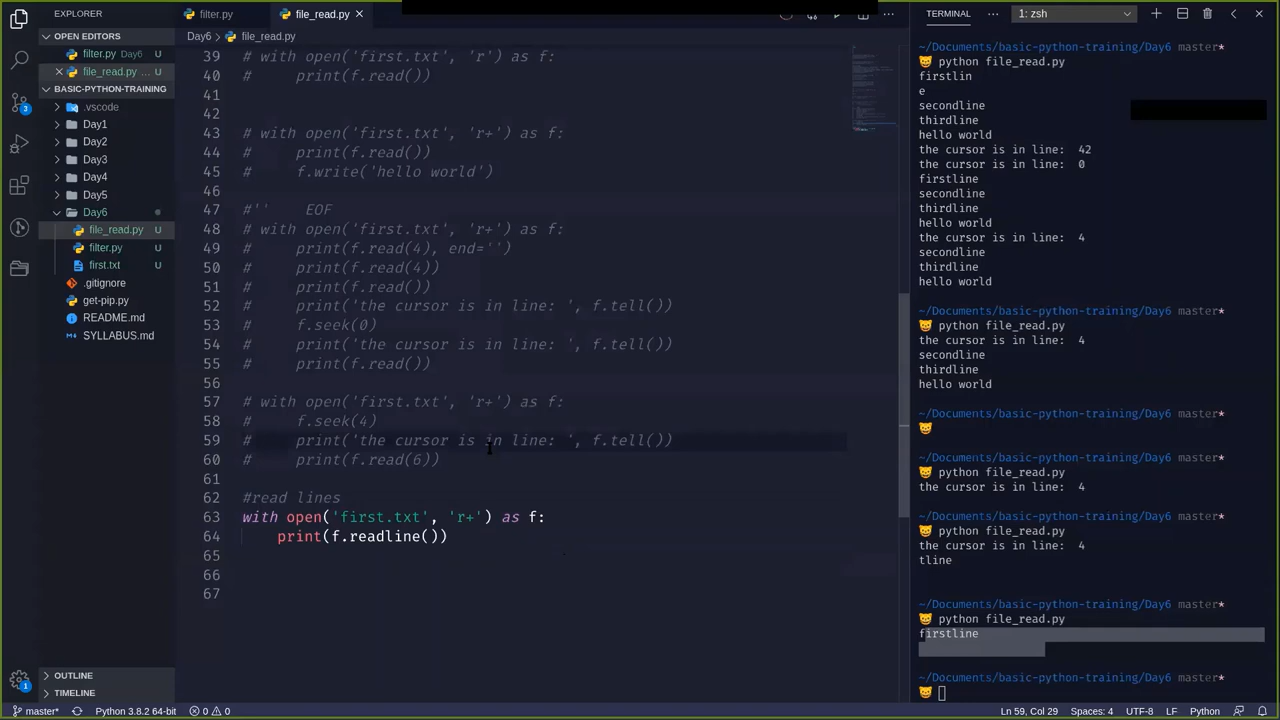 EXPLORER
OPEN EDITORS
filter.py Day6
file_read.py ... U
BASIC-PYTHON-TRAINING
.vscode
Day1
Day2
Day3
Day4
Day5
Day6
file_read.py U
filter.py U
first.txt U
.gitignore
get-pip.py
README.md
SYLLABUS.md
OUTLINE
TIMELINE
3
1
filter.py
file_read.py
Day6 > file_read.py
39 # with open('first.txt', 'r') as f:
40 #     print(f.read())
41
42
43 # with open('first.txt', 'r+') as f:
44 #     print(f.read())
45 #     f.write('hello world')
46
47 #''    EOF
48 # with open('first.txt', 'r+') as f:
49 #     print(f.read(4), end='')
50 #     print(f.read(4))
51 #     print(f.read())
52 #     print('the cursor is in line: ', f.tell())
53 #     f.seek(0)
54 #     print('the cursor is in line: ', f.tell())
55 #     print(f.read())
56
57 # with open('first.txt', 'r+') as f:
58 #     f.seek(4)
59 #     print('the cursor is in line: ', f.tell())
60 #     print(f.read(6))
61
62 #read lines
63 with open('first.txt', 'r+') as f:
64     print(f.readline())
65
66
67
TERMINAL ... 1: zsh
~/Documents/basic-python-training/Day6 master*
python file_read.py
firstlin
e
secondline
thirdline
hello world
the cursor is in line:  42
the cursor is in line:  0
firstline
secondline
thirdline
hello world
the cursor is in line:  4
secondline
thirdline
hello world
~/Documents/basic-python-training/Day6 master*
python file_read.py
the cursor is in line:  4
secondline
thirdline
hello world
~/Documents/basic-python-training/Day6 master*
~/Documents/basic-python-training/Day6 master*
python file_read.py
the cursor is in line:  4
~/Documents/basic-python-training/Day6 master*
python file_read.py
the cursor is in line:  4
tline
~/Documents/basic-python-training/Day6 master*
python file_read.py
firstline
~/Documents/basic-python-training/Day6 master*
master* Python 3.8.2 64-bit 0 0 Ln 59, Col 29 Spaces: 4 UTF-8 LF Python